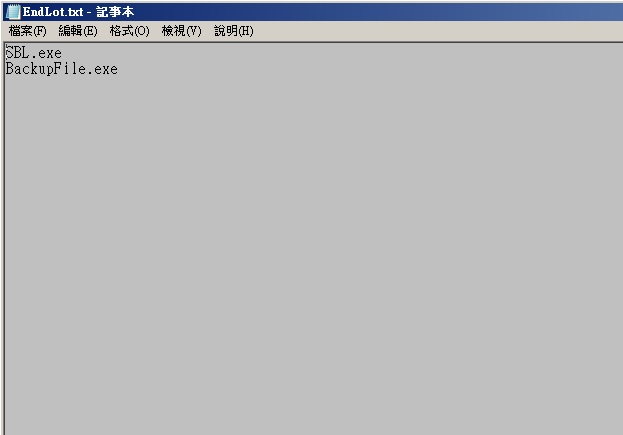 EndLot.txt - 記事本
檔案(F) 編輯(E) 格式(O) 檢視(V) 說明(H)
SBL.exe
BackupFile.exe